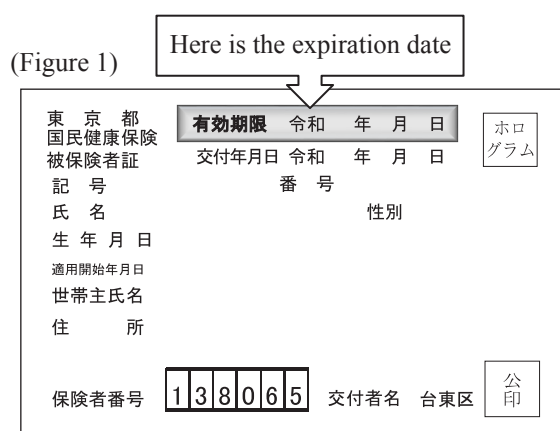 Here is the expiration date
(Figure 1)
東京都
国民健康保険
被保険者証
有効期限 令和 年 月 日
交付年月日 令和 年 月 日
ホロ
グラム
記号 番号
氏名 性別
生年月日
適用開始年月日
世帯主氏名
住所
保険者番号 138065 交付者名 台東区
公
印